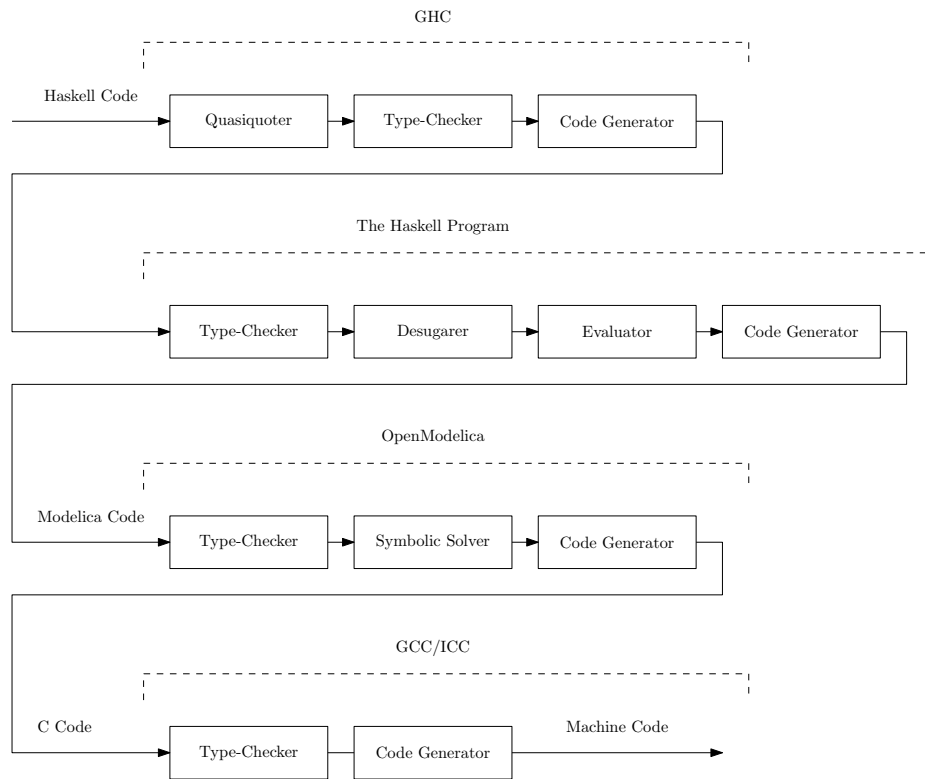 GHC
Haskell Code
Quasiquoter
Type-Checker
Code Generator
The Haskell Program
Type-Checker
Desugarer
Evaluator
Code Generator
OpenModelica
Modelica Code
Type-Checker
Symbolic Solver
Code Generator
GCC/ICC
C Code
Type-Checker
Code Generator
Machine Code